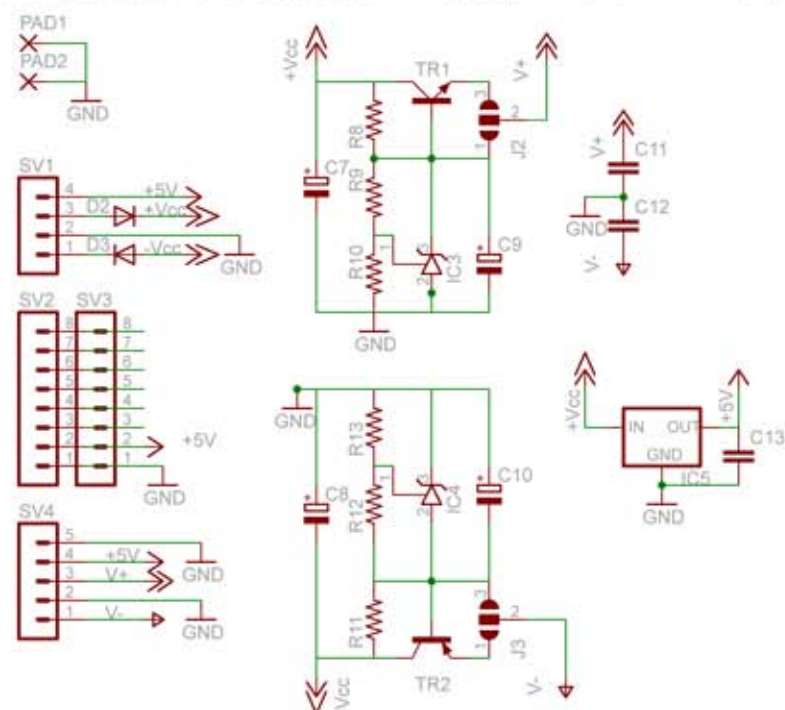 PAD1
PAD2
GND
SV1
4 +5V
3 D2 +Vcc
2
1 D3 -Vcc
GND
SV2 SV3
8 8
7 7
6 6
5 5
4 4
3 3
2 2 +5V
1 1
GND
SV4
5
4 +5V
3 V+
2
1 V-
GND
GND
+Vcc
TR1
V+
3
2
1
J2
R8
R9
R10
+ C7
1
3
2
IC3
+ C9
GND
V+
C11
GND
C12
V-
GND
R13
R12
R11
+ C8
1
3
2
IC4
+ C10
3
2
1
J3
TR2
Vcc
V-
+Vcc
IN OUT
GND
IC5
+5V
C13
GND